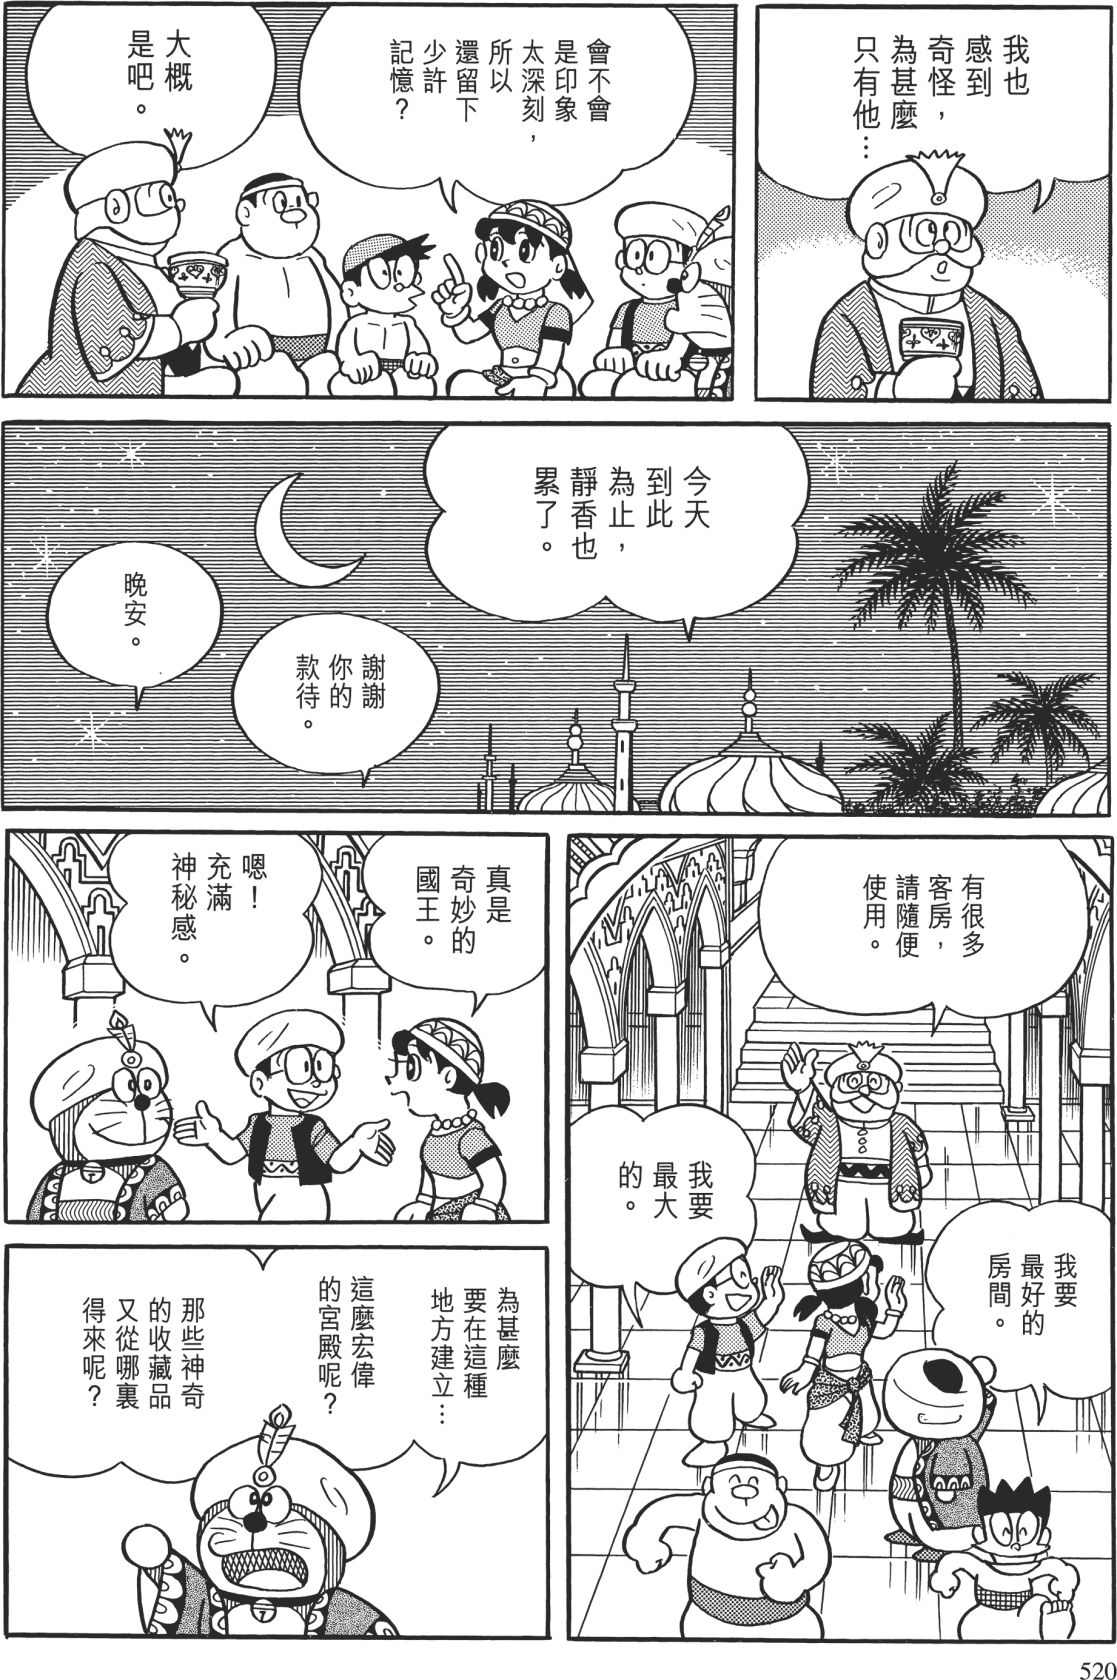 我也
感到
奇怪，
為甚麼
只有他…
會不會
是印象
太深刻，
所以
還留下
少許
記憶？
大概
是吧。
今天
到此
為止，
靜香也
累了。
謝謝
你的
款待。
晚安。
有很多
客房，
請隨便
使用。
我要
最好的
房間。
我要
最大
的。
真是
奇妙的
國王。
嗯！
充滿
神秘感。
為甚麼
要在這種
地方建立…
這麼宏偉
的宮殿呢？
那些神奇
的收藏品
又從哪裏
得來呢？
520